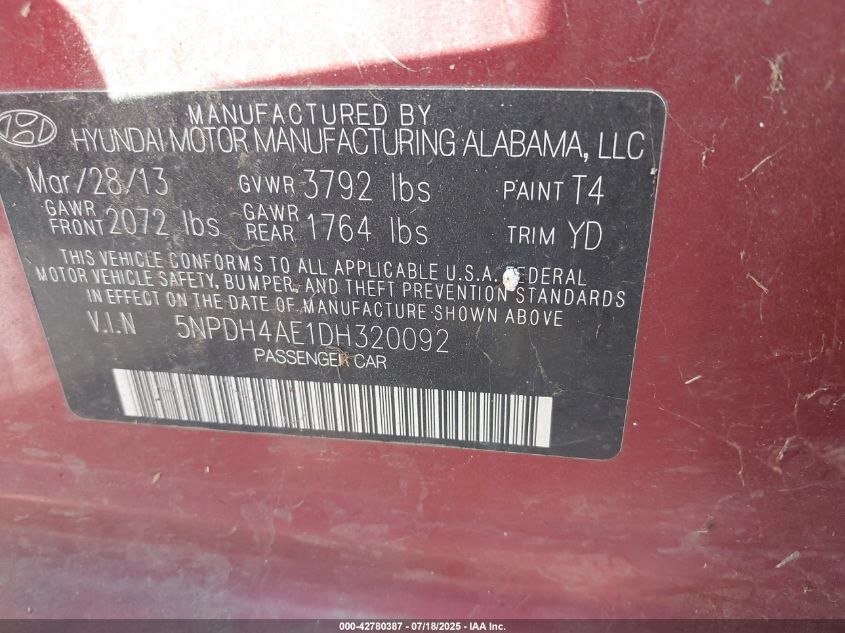 MANUFACTURED BY
HYUNDAI MOTOR MANUFACTURING ALABAMA, LLC
Mar/28/13 GVWR 3792 lbs PAINT T4
GAWR FRONT 2072 lbs GAWR REAR 1764 lbs TRIM YD
THIS VEHICLE CONFORMS TO ALL APPLICABLE U.S.A. FEDERAL
MOTOR VEHICLE SAFETY, BUMPER, AND THEFT PREVENTION STANDARDS
IN EFFECT ON THE DATE OF MANUFACTURE SHOWN ABOVE
V.I.N 5NPDH4AE1DH320092
PASSENGER CAR
000-42780387 - 07/18/2025 - IAA Inc.